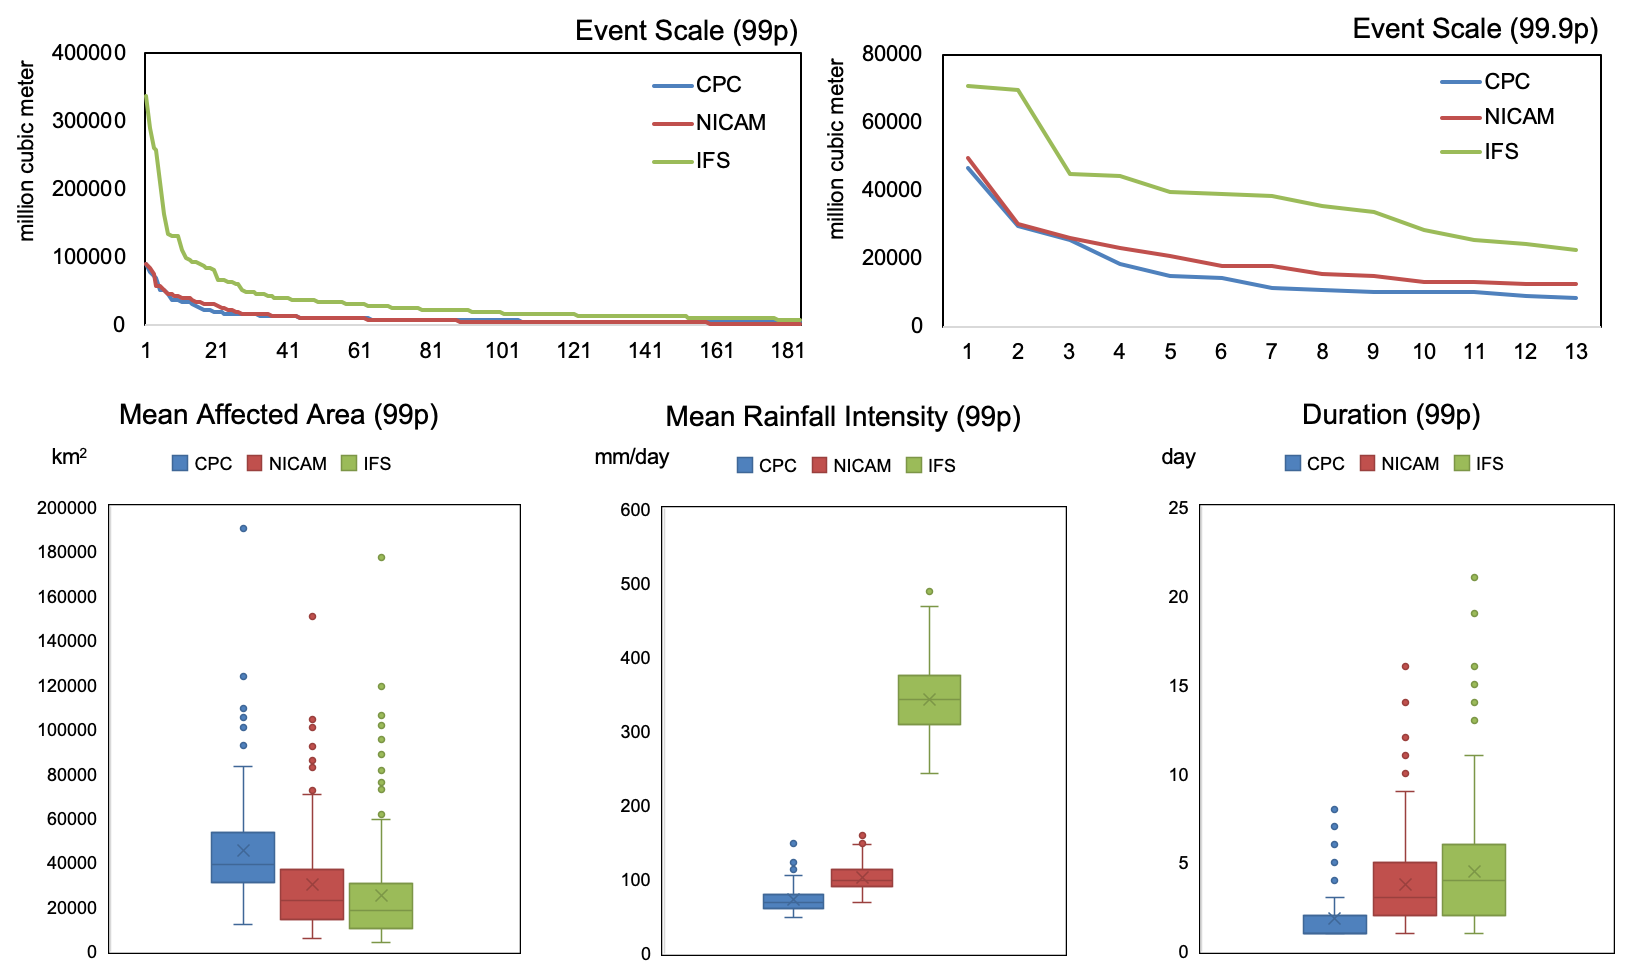 Event Scale (99p)
million cubic meter
400000
300000
200000
100000
0
CPC
NICAM
IFS
1 21 41 61 81 101 121 141 161 181
Event Scale (99.9p)
million cubic meter
80000
60000
40000
20000
0
CPC
NICAM
IFS
1 2 3 4 5 6 7 8 9 10 11 12 13
Mean Affected Area (99p)
km²
CPC NICAM IFS
200000
180000
160000
140000
120000
100000
80000
60000
40000
20000
0
Mean Rainfall Intensity (99p)
mm/day
CPC NICAM IFS
600
500
400
300
200
100
0
Duration (99p)
day
CPC NICAM IFS
25
20
15
10
5
0